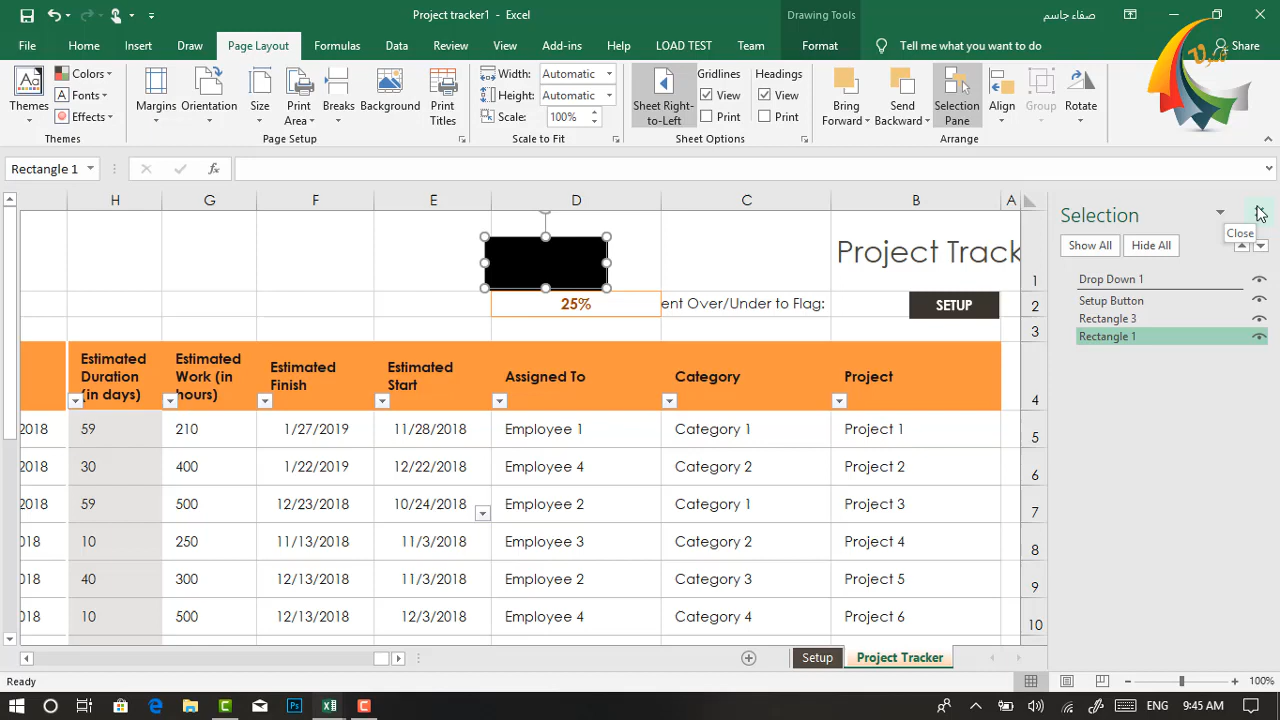 Project tracker1 - Excel
Drawing Tools
صفاء جاسم
File Home Insert Draw Page Layout Formulas Data Review View Add-ins Help LOAD TEST Team Format Tell me what you want to do Share
Themes
Colors
Fonts
Effects
Themes
Margins
Orientation
Size
Print Area
Breaks
Background
Print Titles
Page Setup
Width: Automatic
Height: Automatic
Scale: 100%
Scale to Fit
Sheet Right-to-Left
Gridlines
View
Print
Headings
View
Print
Sheet Options
Bring Forward
Send Backward
Selection Pane
Align
Group
Rotate
Arrange
Rectangle 1
fx
H G F E D C B A
Selection
Close
Show All Hide All
Drop Down 1
Setup Button
Rectangle 3
Rectangle 1
Project Track
1
25% ent Over/Under to Flag: SETUP 2
3
Estimated Duration (in days) Estimated Work (in hours) Estimated Finish Estimated Start Assigned To Category Project 4
2018 59 210 1/27/2019 11/28/2018 Employee 1 Category 1 Project 1 5
2018 30 400 1/22/2019 12/22/2018 Employee 4 Category 2 Project 2 6
2018 59 500 12/23/2018 10/24/2018 Employee 2 Category 1 Project 3 7
018 10 250 11/13/2018 11/3/2018 Employee 3 Category 2 Project 4 8
018 40 300 12/13/2018 11/3/2018 Employee 2 Category 3 Project 5 9
018 10 500 12/13/2018 12/3/2018 Employee 4 Category 4 Project 6 10
Setup Project Tracker
Ready
100%
ENG 9:45 AM